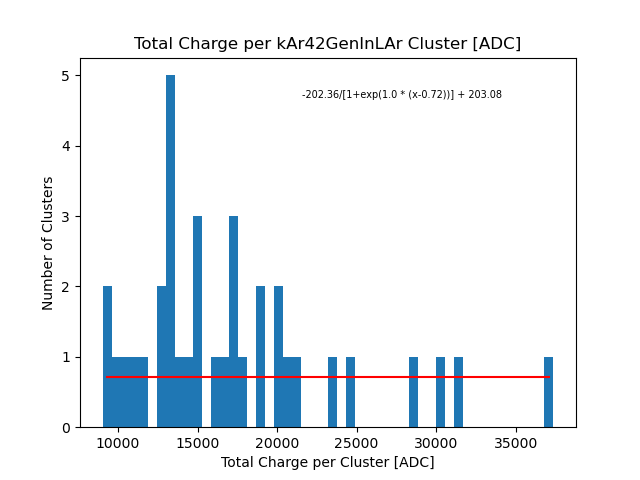 Total Charge per kAr42GenInLAr Cluster [ADC]
-202.36/[1+exp(1.0 * (x-0.72))] + 203.08
Number of Clusters
5
4
3
2
1
0
10000 15000 20000 25000 30000 35000
Total Charge per Cluster [ADC]